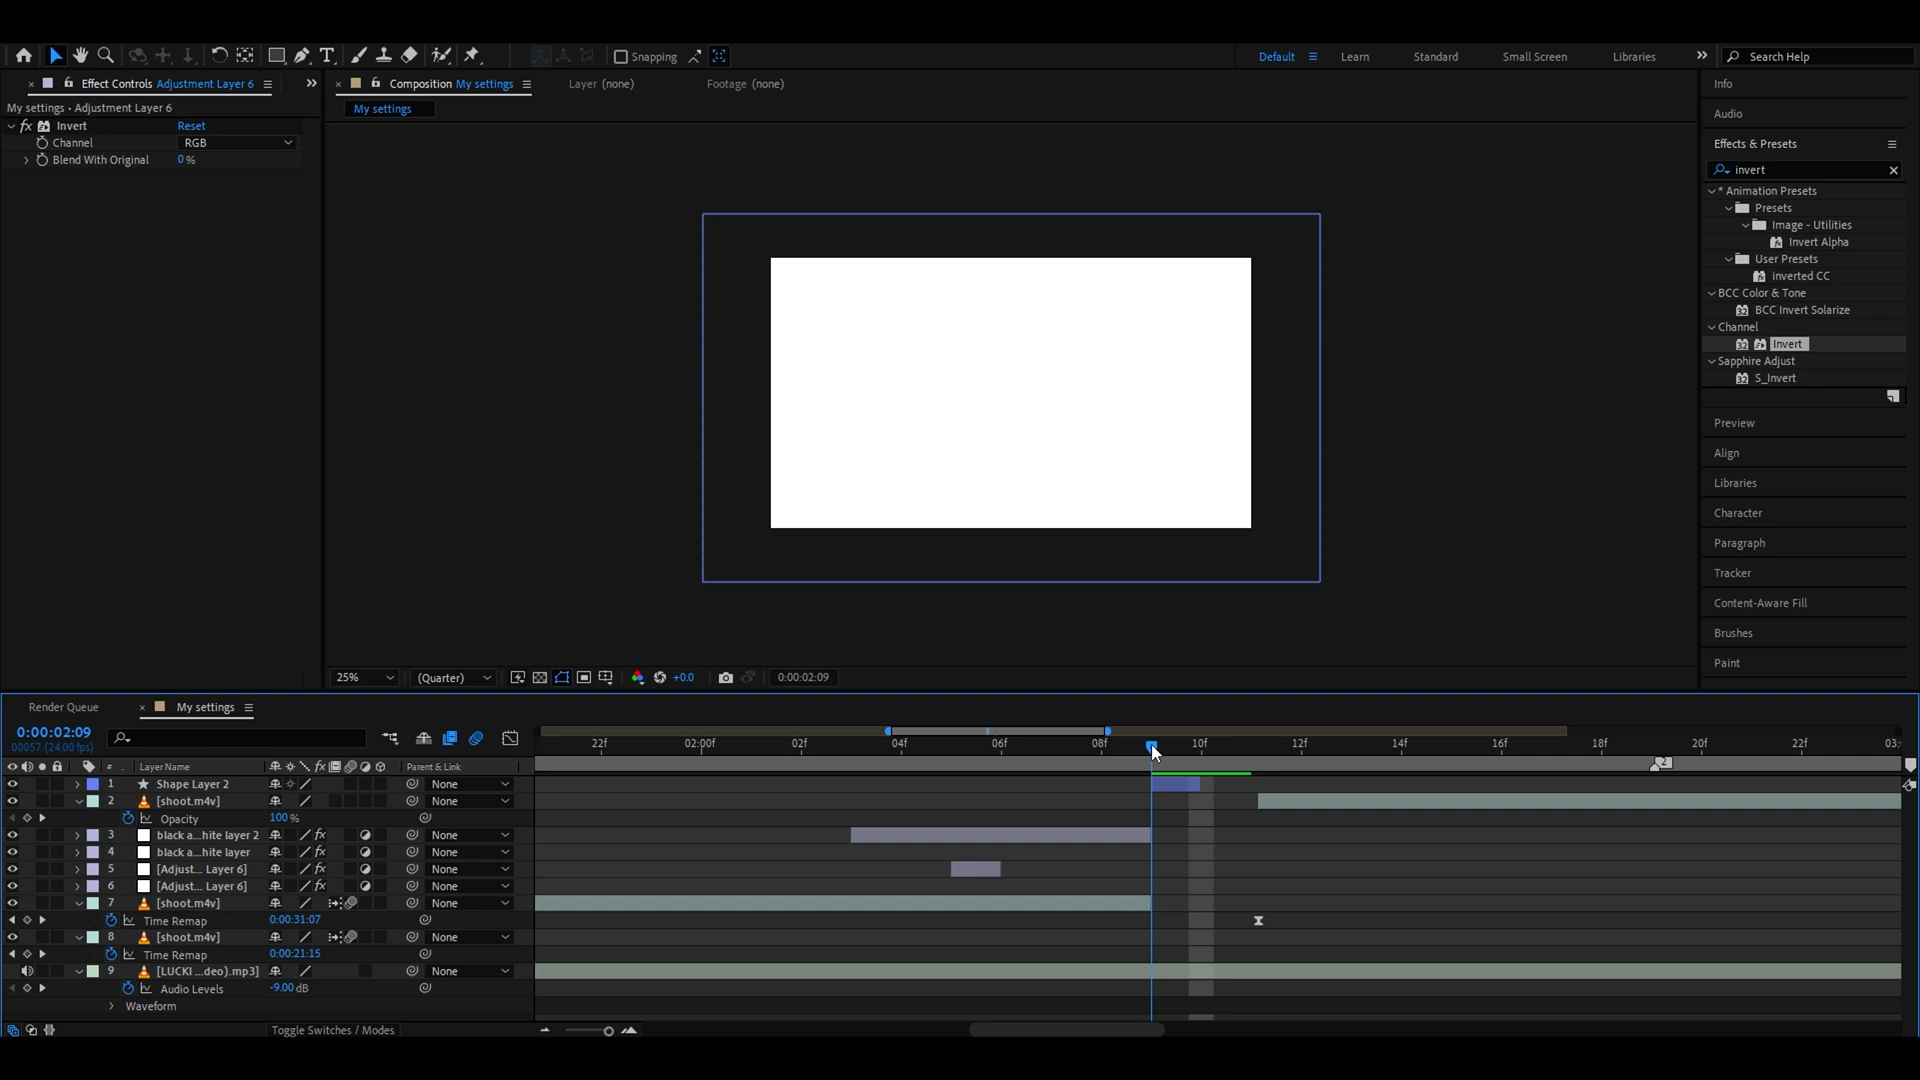 Snapping
Default
Learn
Standard
Small Screen
Libraries
Search Help
Effect Controls Adjustment Layer 6
Composition My settings
Layer (none)
Footage (none)
My settings • Adjustment Layer 6
My settings
fx Invert Reset
Channel RGB
Blend With Original 0 %
Info
Audio
Effects & Presets
invert
* Animation Presets
Presets
Image - Utilities
Invert Alpha
User Presets
inverted CC
BCC Color & Tone
BCC Invert Solarize
Channel
Invert
Sapphire Adjust
S_Invert
Preview
Align
Libraries
Character
Paragraph
Tracker
Content-Aware Fill
Brushes
Paint
25% (Quarter) +0.0 0:00:02:09
Render Queue
My settings
0:00:02:09
00057 (24.00 fps)
22f 02:00f 02f 04f 06f 08f 10f 12f 14f 16f 18f 20f 22f 03:
# Layer Name fx Parent & Link
2
1 Shape Layer 2 None
2 [shoot.m4v] None
Opacity 100 %
3 black a...hite layer 2 fx None
4 black a...hite layer fx None
5 [Adjust... Layer 6] fx None
6 [Adjust... Layer 6] fx None
7 [shoot.m4v] None
Time Remap 0:00:31:07
8 [shoot.m4v] None
Time Remap 0:00:21:15
9 [LUCKI ...deo).mp3] None
Audio Levels -9.00 dB
Waveform
Toggle Switches / Modes